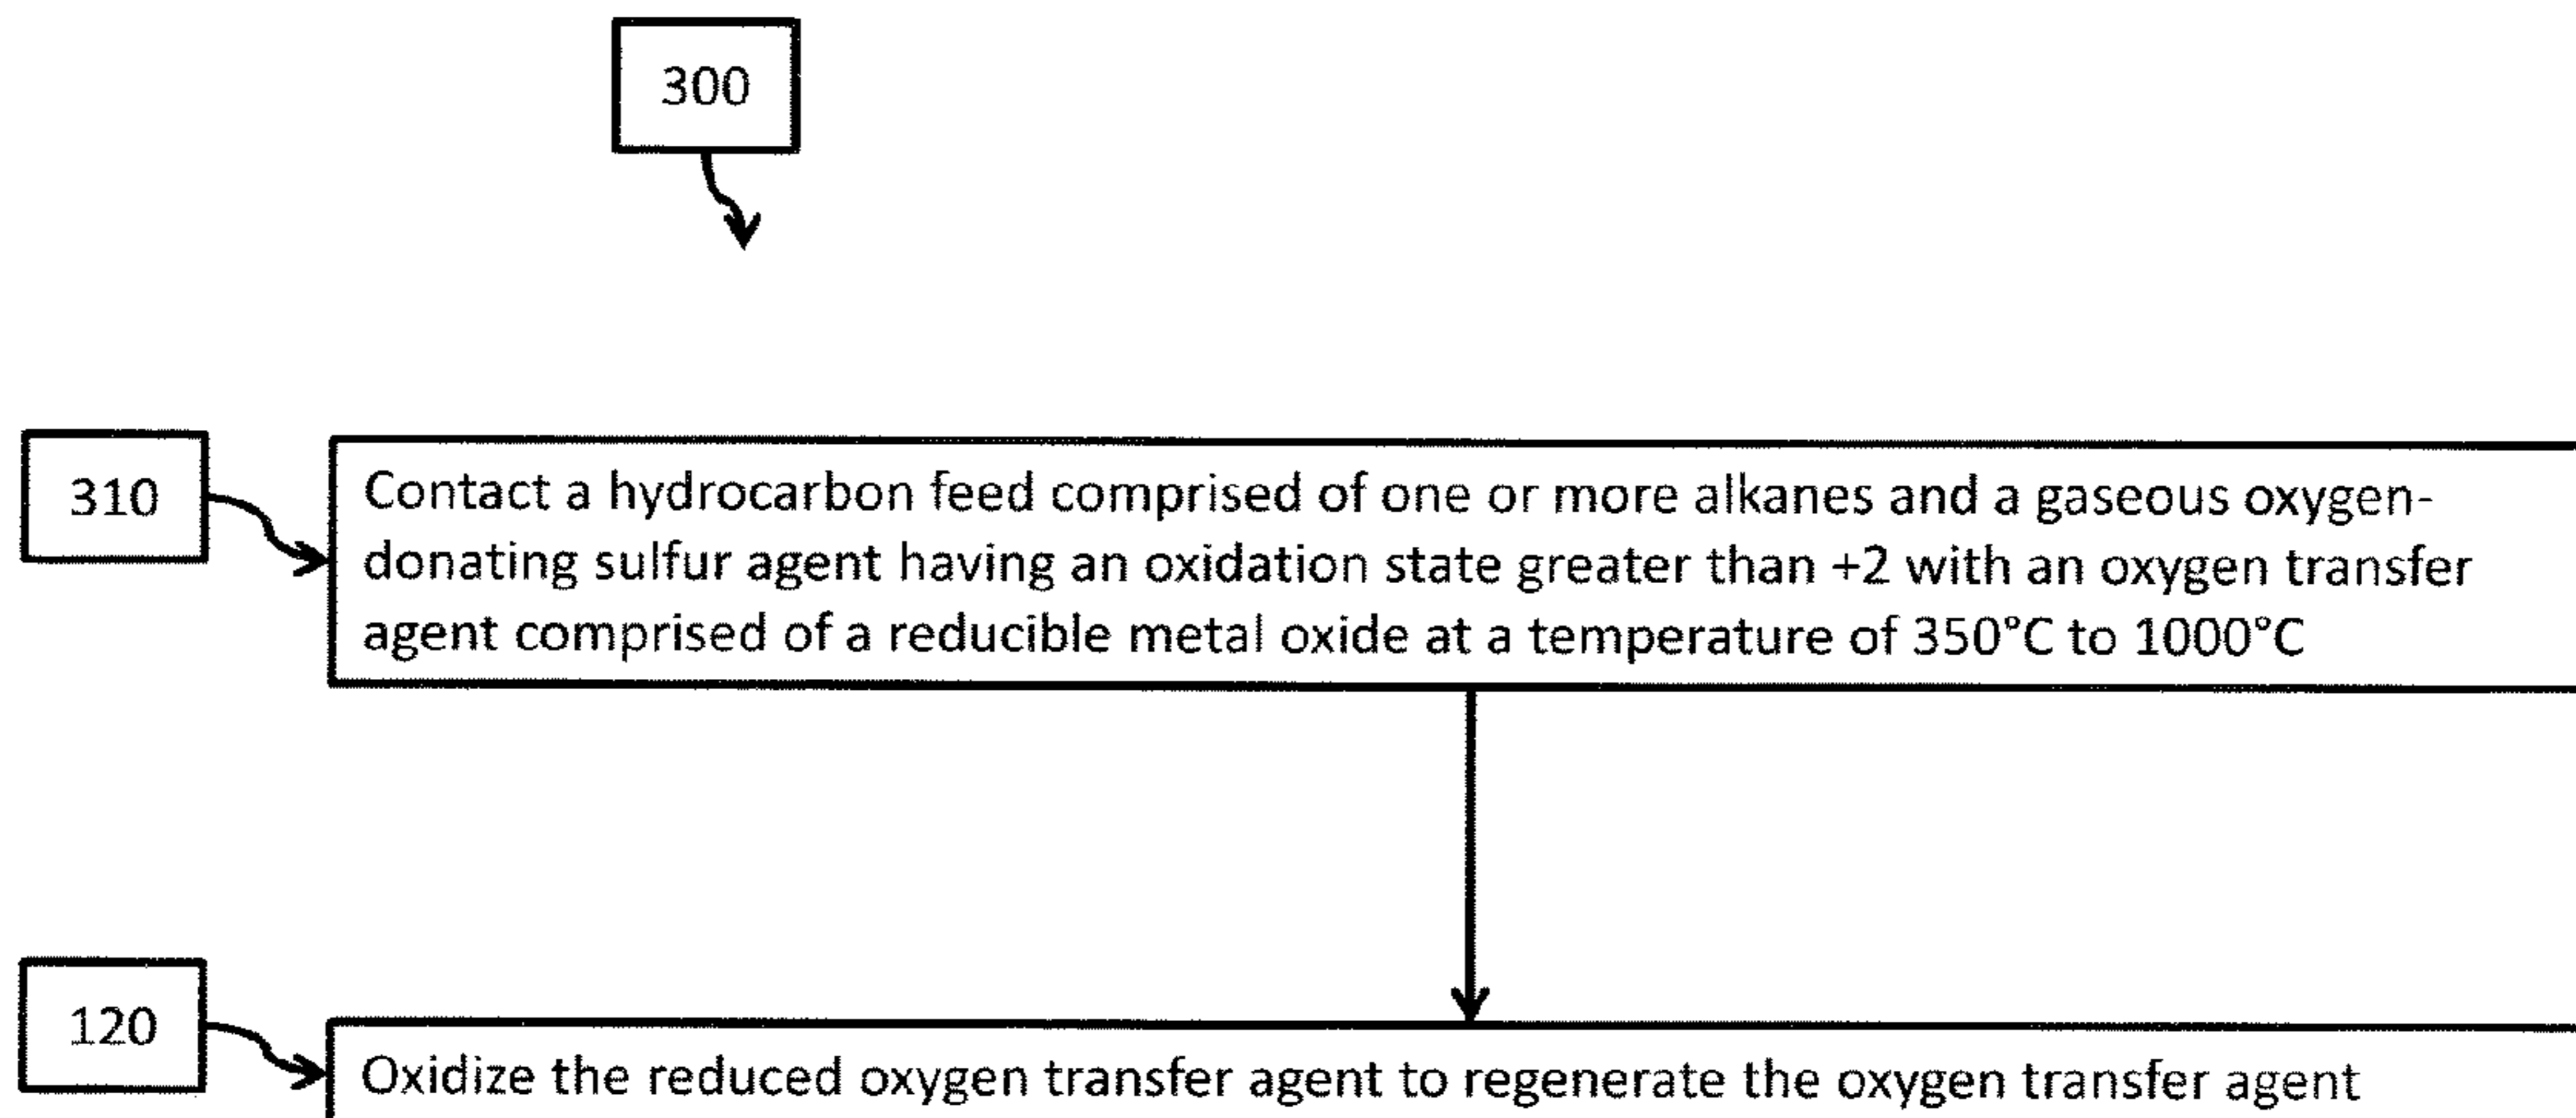 300
310
Contact a hydrocarbon feed comprised of one or more alkanes and a gaseous oxygen-
donating sulfur agent having an oxidation state greater than +2 with an oxygen transfer
agent comprised of a reducible metal oxide at a temperature of 350°C to 1000°C
120
Oxidize the reduced oxygen transfer agent to regenerate the oxygen transfer agent